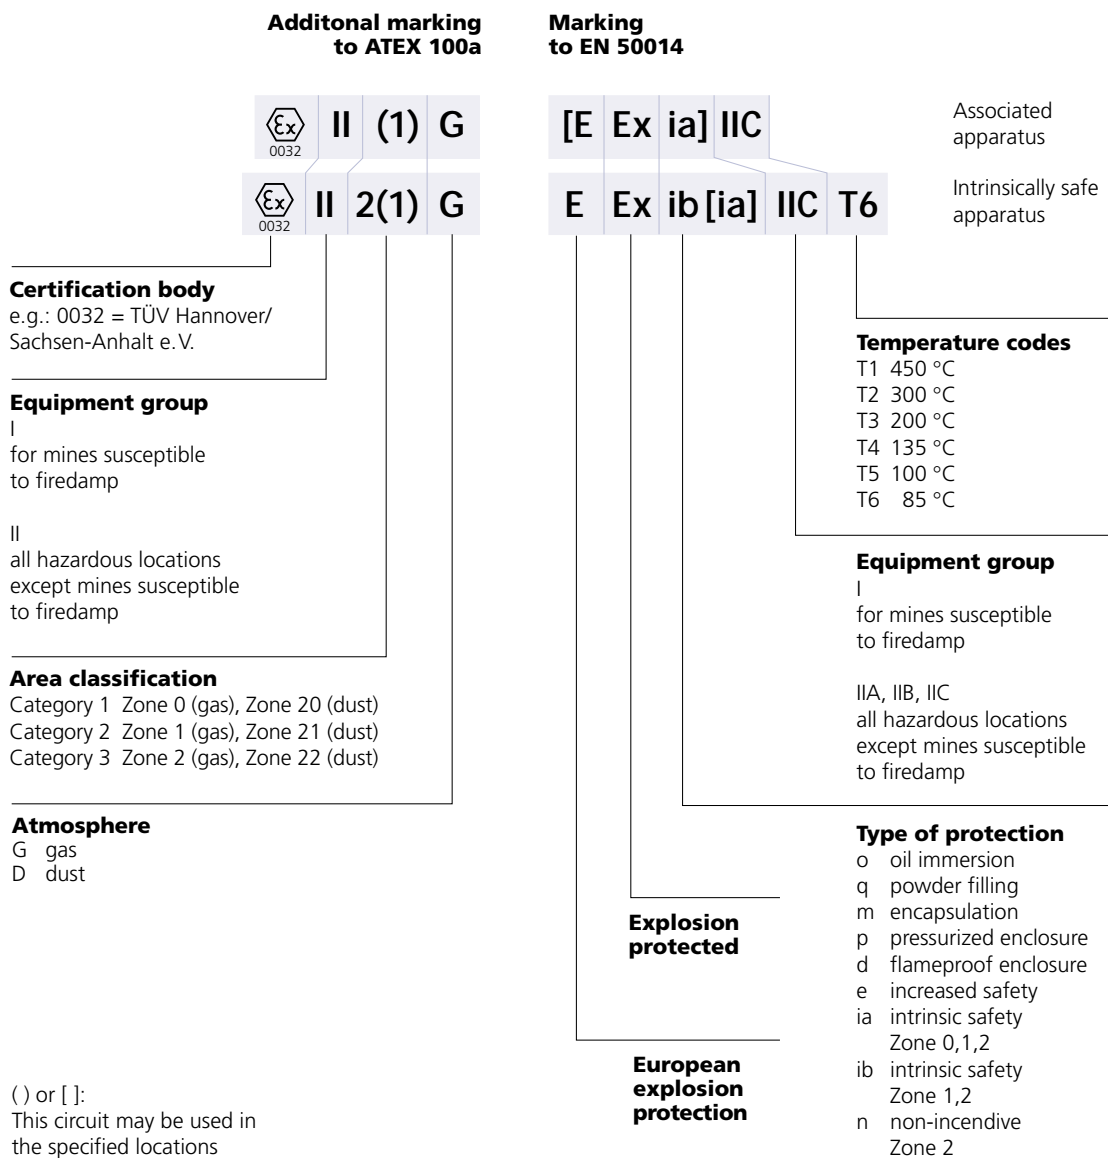 Additonal marking
to ATEX 100a
Marking
to EN 50014
Ex 0032 II (1) G [E Ex ia] IIC
Associated
apparatus
Ex 0032 II 2(1) G E Ex ib [ia] IIC T6
Intrinsically safe
apparatus
Certification body
e.g.: 0032 = TÜV Hannover/
Sachsen-Anhalt e.V.
Equipment group
I
for mines susceptible
to firedamp
II
all hazardous locations
except mines susceptible
to firedamp
Area classification
Category 1 Zone 0 (gas), Zone 20 (dust)
Category 2 Zone 1 (gas), Zone 21 (dust)
Category 3 Zone 2 (gas), Zone 22 (dust)
Atmosphere
G gas
D dust
( ) or [ ]:
This circuit may be used in
the specified locations
Explosion
protected
European
explosion
protection
Temperature codes
T1 450 °C
T2 300 °C
T3 200 °C
T4 135 °C
T5 100 °C
T6 85 °C
Equipment group
I
for mines susceptible
to firedamp
IIA, IIB, IIC
all hazardous locations
except mines susceptible
to firedamp
Type of protection
o oil immersion
q powder filling
m encapsulation
p pressurized enclosure
d flameproof enclosure
e increased safety
ia intrinsic safety
Zone 0,1,2
ib intrinsic safety
Zone 1,2
n non-incendive
Zone 2